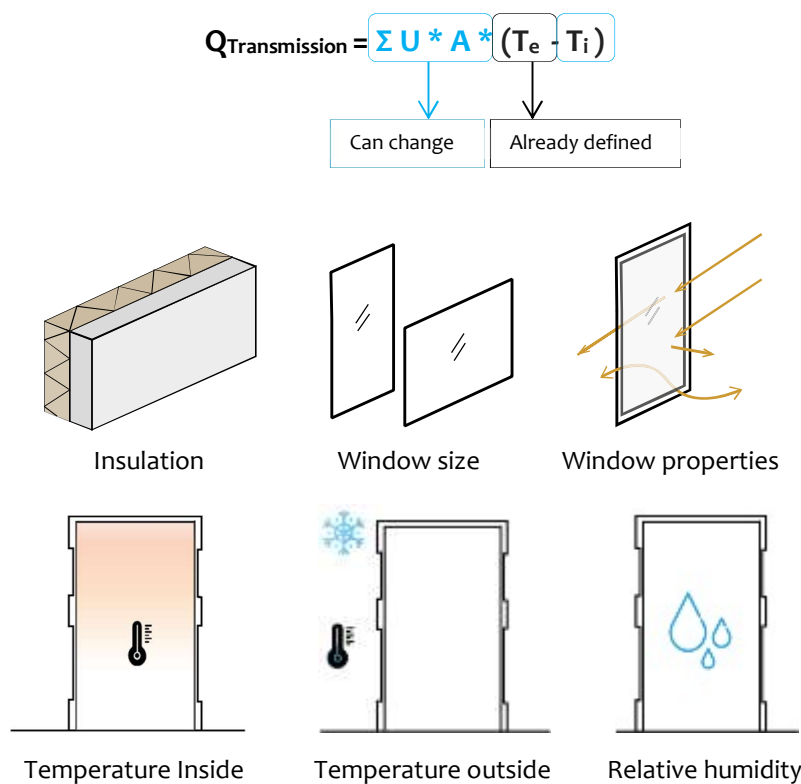 QTransmission = Σ U * A * (Te - Ti)
Can change Already defined
Insulation Window size Window properties
Temperature Inside Temperature outside Relative humidity